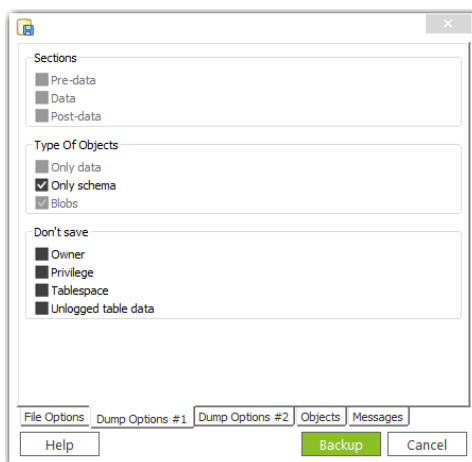 Sections
Pre-data
Data
Post-data
Type Of Objects
Only data
Only schema
Blobs
Don't save
Owner
Privilege
Tablespace
Unlogged table data
File Options Dump Options #1 Dump Options #2 Objects Messages
Help Backup Cancel